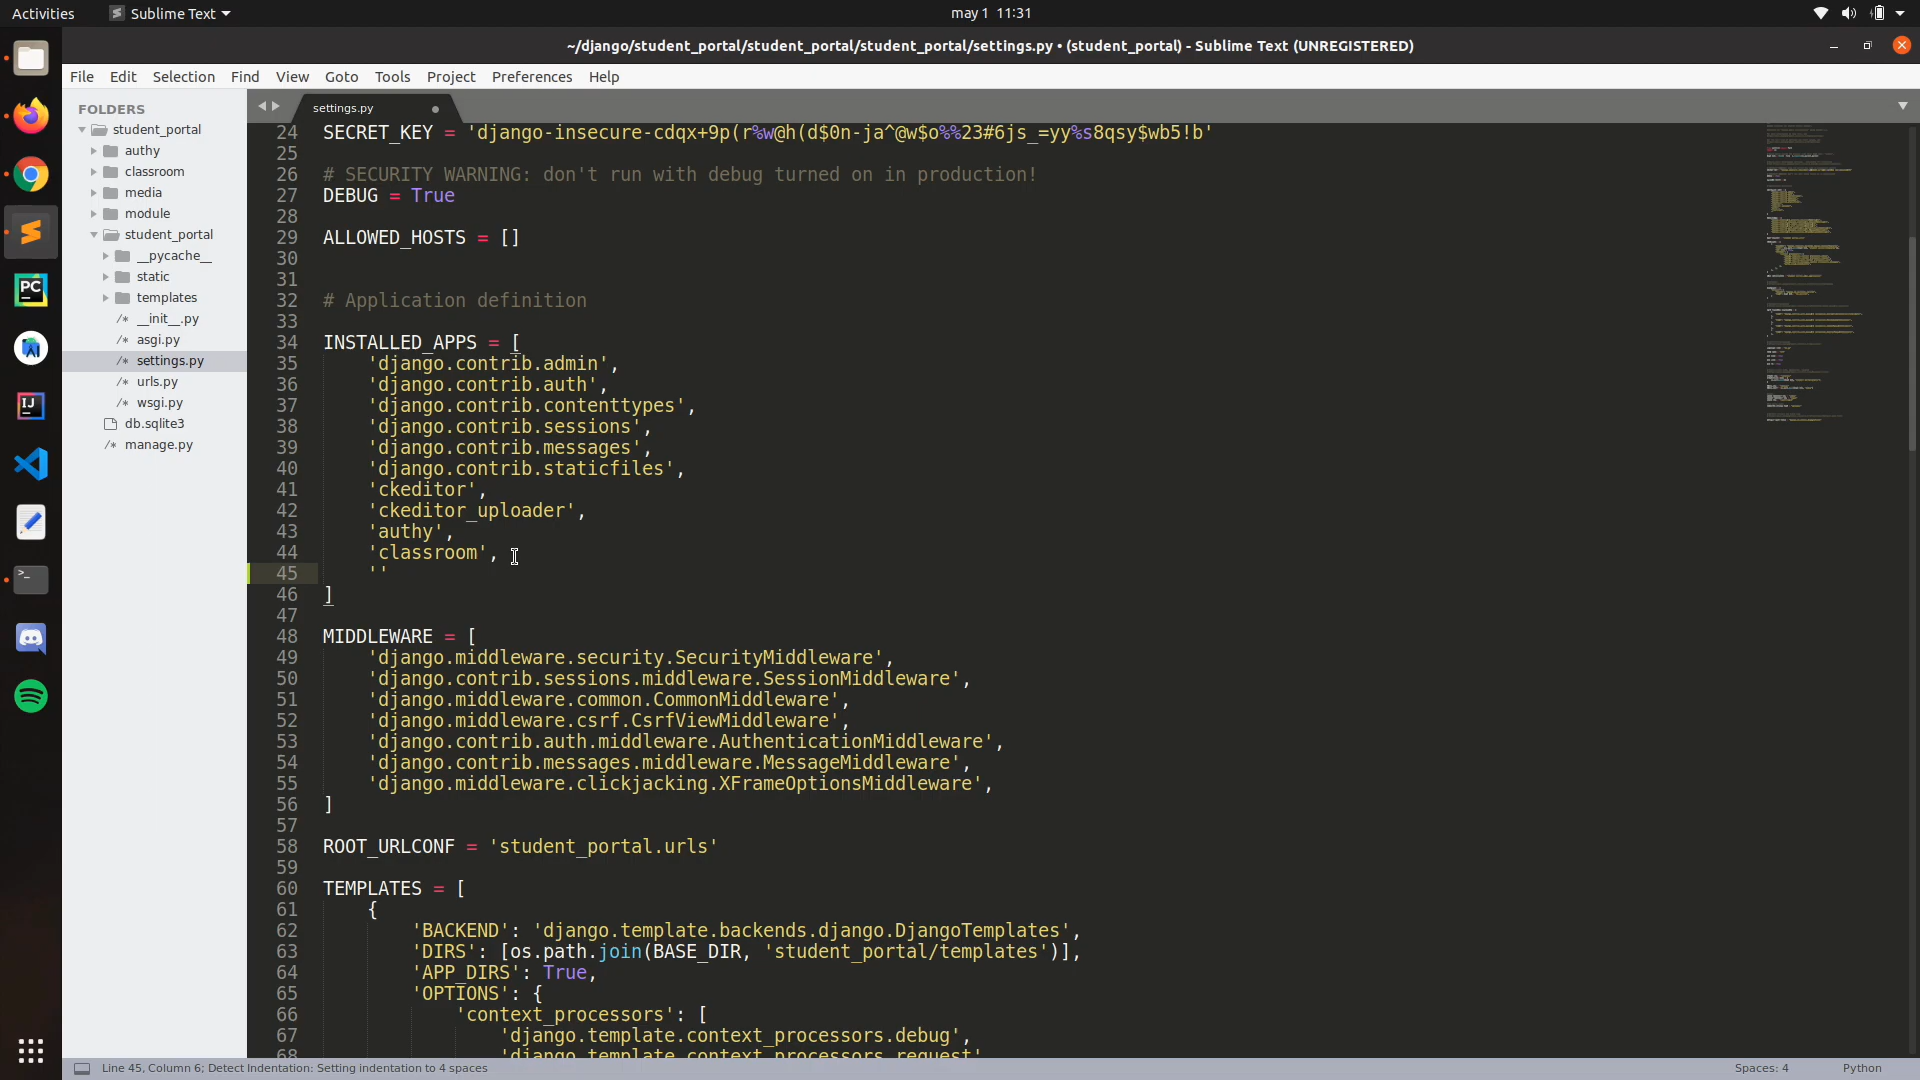 Activities
Sublime Text
may 1 11:31
~/django/student_portal/student_portal/student_portal/settings.py • (student_portal) - Sublime Text (UNREGISTERED)
File Edit Selection Find View Goto Tools Project Preferences Help
FOLDERS
student_portal
authy
classroom
media
module
student_portal
__pycache__
static
templates
/* __init__.py
/* asgi.py
/* settings.py
/* urls.py
/* wsgi.py
db.sqlite3
/* manage.py
settings.py
24 SECRET_KEY = 'django-insecure-cdqx+9p(r%w@h(d$0n-ja^@w$o%%23#6js_=yy%s8qsy$wb5!b'
25
26 # SECURITY WARNING: don't run with debug turned on in production!
27 DEBUG = True
28
29 ALLOWED_HOSTS = []
30
31
32 # Application definition
33
34 INSTALLED_APPS = [
35 'django.contrib.admin',
36 'django.contrib.auth',
37 'django.contrib.contenttypes',
38 'django.contrib.sessions',
39 'django.contrib.messages',
40 'django.contrib.staticfiles',
41 'ckeditor',
42 'ckeditor_uploader',
43 'authy',
44 'classroom',
45 ''
46 ]
47
48 MIDDLEWARE = [
49 'django.middleware.security.SecurityMiddleware',
50 'django.contrib.sessions.middleware.SessionMiddleware',
51 'django.middleware.common.CommonMiddleware',
52 'django.middleware.csrf.CsrfViewMiddleware',
53 'django.contrib.auth.middleware.AuthenticationMiddleware',
54 'django.contrib.messages.middleware.MessageMiddleware',
55 'django.middleware.clickjacking.XFrameOptionsMiddleware',
56 ]
57
58 ROOT_URLCONF = 'student_portal.urls'
59
60 TEMPLATES = [
61 {
62 'BACKEND': 'django.template.backends.django.DjangoTemplates',
63 'DIRS': [os.path.join(BASE_DIR, 'student_portal/templates')],
64 'APP_DIRS': True,
65 'OPTIONS': {
66 'context_processors': [
67 'django.template.context_processors.debug',
68 'django.template.context_processors.request'
Line 45, Column 6; Detect Indentation: Setting indentation to 4 spaces
Spaces: 4
Python
PC
IJ